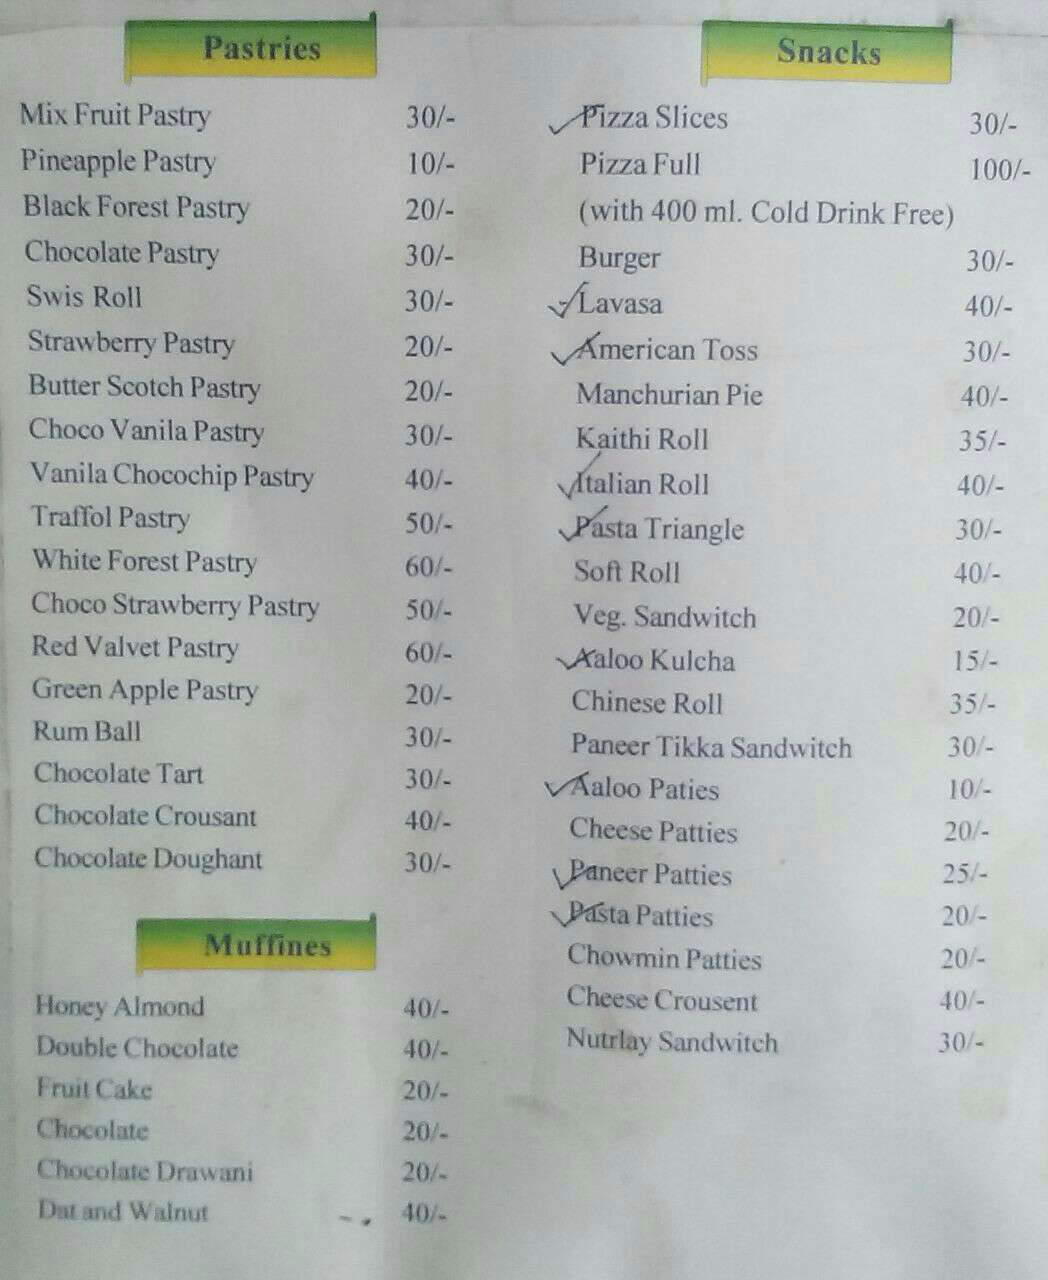 Pastries
Mix Fruit Pastry 30/-
Pineapple Pastry 10/-
Black Forest Pastry 20/-
Chocolate Pastry 30/-
Swis Roll 30/-
Strawberry Pastry 20/-
Butter Scotch Pastry 20/-
Choco Vanila Pastry 30/-
Vanila Chocochip Pastry 40/-
Traffol Pastry 50/-
White Forest Pastry 60/-
Choco Strawberry Pastry 50/-
Red Valvet Pastry 60/-
Green Apple Pastry 20/-
Rum Ball 30/-
Chocolate Tart 30/-
Chocolate Crousant 40/-
Chocolate Doughant 30/-
Muffines
Honey Almond 40/-
Double Chocolate 40/-
Fruit Cake 20/-
Chocolate 20/-
Chocolate Drawani 20/-
Dat and Walnut 40/-
Snacks
Pizza Slices 30/-
Pizza Full 100/-
(with 400 ml. Cold Drink Free)
Burger 30/-
Lavasa 40/-
American Toss 30/-
Manchurian Pie 40/-
Kaithi Roll 35/-
Italian Roll 40/-
Pasta Triangle 30/-
Soft Roll 40/-
Veg. Sandwitch 20/-
Aaloo Kulcha 15/-
Chinese Roll 35/-
Paneer Tikka Sandwitch 30/-
Aaloo Paties 10/-
Cheese Patties 20/-
Paneer Patties 25/-
Pasta Patties 20/-
Chowmin Patties 20/-
Cheese Crousent 40/-
Nutrlay Sandwitch 30/-